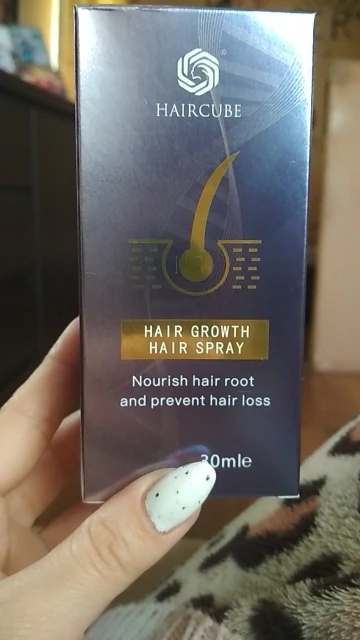 HAIRCUBE
HAIR GROWTH
HAIR SPRAY
Nourish hair root
and prevent hair loss
30mle